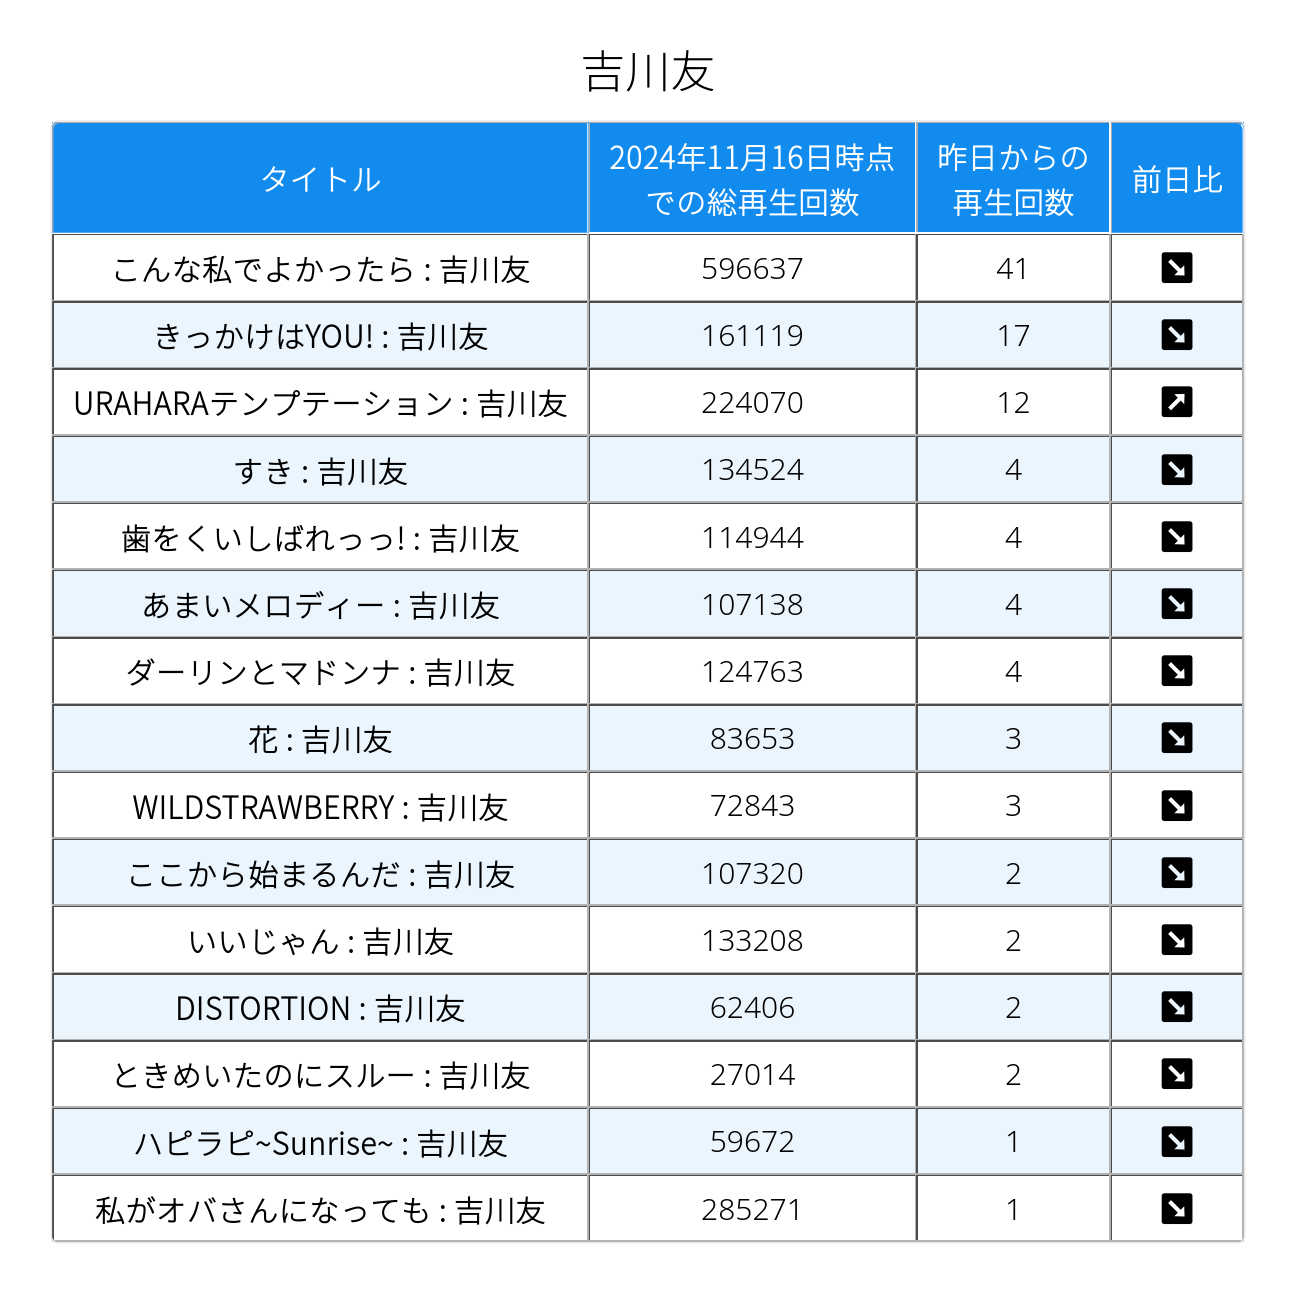 吉川友
タイトル 2024年11月16日時点での総再生回数 昨日からの再生回数 前日比
こんな私でよかったら : 吉川友 596637 41 ↘
きっかけはYOU! : 吉川友 161119 17 ↘
URAHARAテンプテーション : 吉川友 224070 12 ↗
すき : 吉川友 134524 4 ↘
歯をくいしばれっっ! : 吉川友 114944 4 ↘
あまいメロディー : 吉川友 107138 4 ↘
ダーリンとマドンナ : 吉川友 124763 4 ↘
花 : 吉川友 83653 3 ↘
WILDSTRAWBERRY : 吉川友 72843 3 ↘
ここから始まるんだ : 吉川友 107320 2 ↘
いいじゃん : 吉川友 133208 2 ↘
DISTORTION : 吉川友 62406 2 ↘
ときめいたのにスルー : 吉川友 27014 2 ↘
ハピラピ~Sunrise~ : 吉川友 59672 1 ↘
私がオバさんになっても : 吉川友 285271 1 ↘